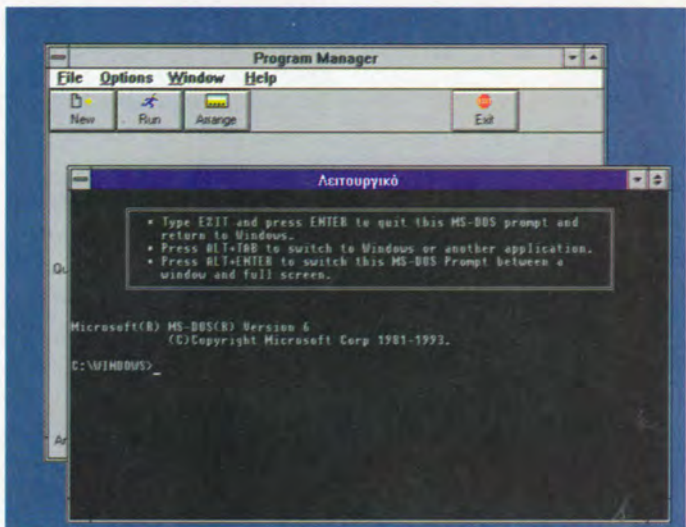 Program Manager
File Options Window Help
New Run Arrange Exit
Λειτουργικό
• Type EXIT and press ENTER to quit this MS-DOS prompt and
return to Windows.
• Press ALT+TAB to switch to Windows or another application.
• Press ALT+ENTER to switch this MS-DOS Prompt between a
window and full screen.
Qu
Microsoft(R) MS-DOS(R) Version 6
(C)Copyright Microsoft Corp 1981-1993.
C:\WINDOWS>_
Ar